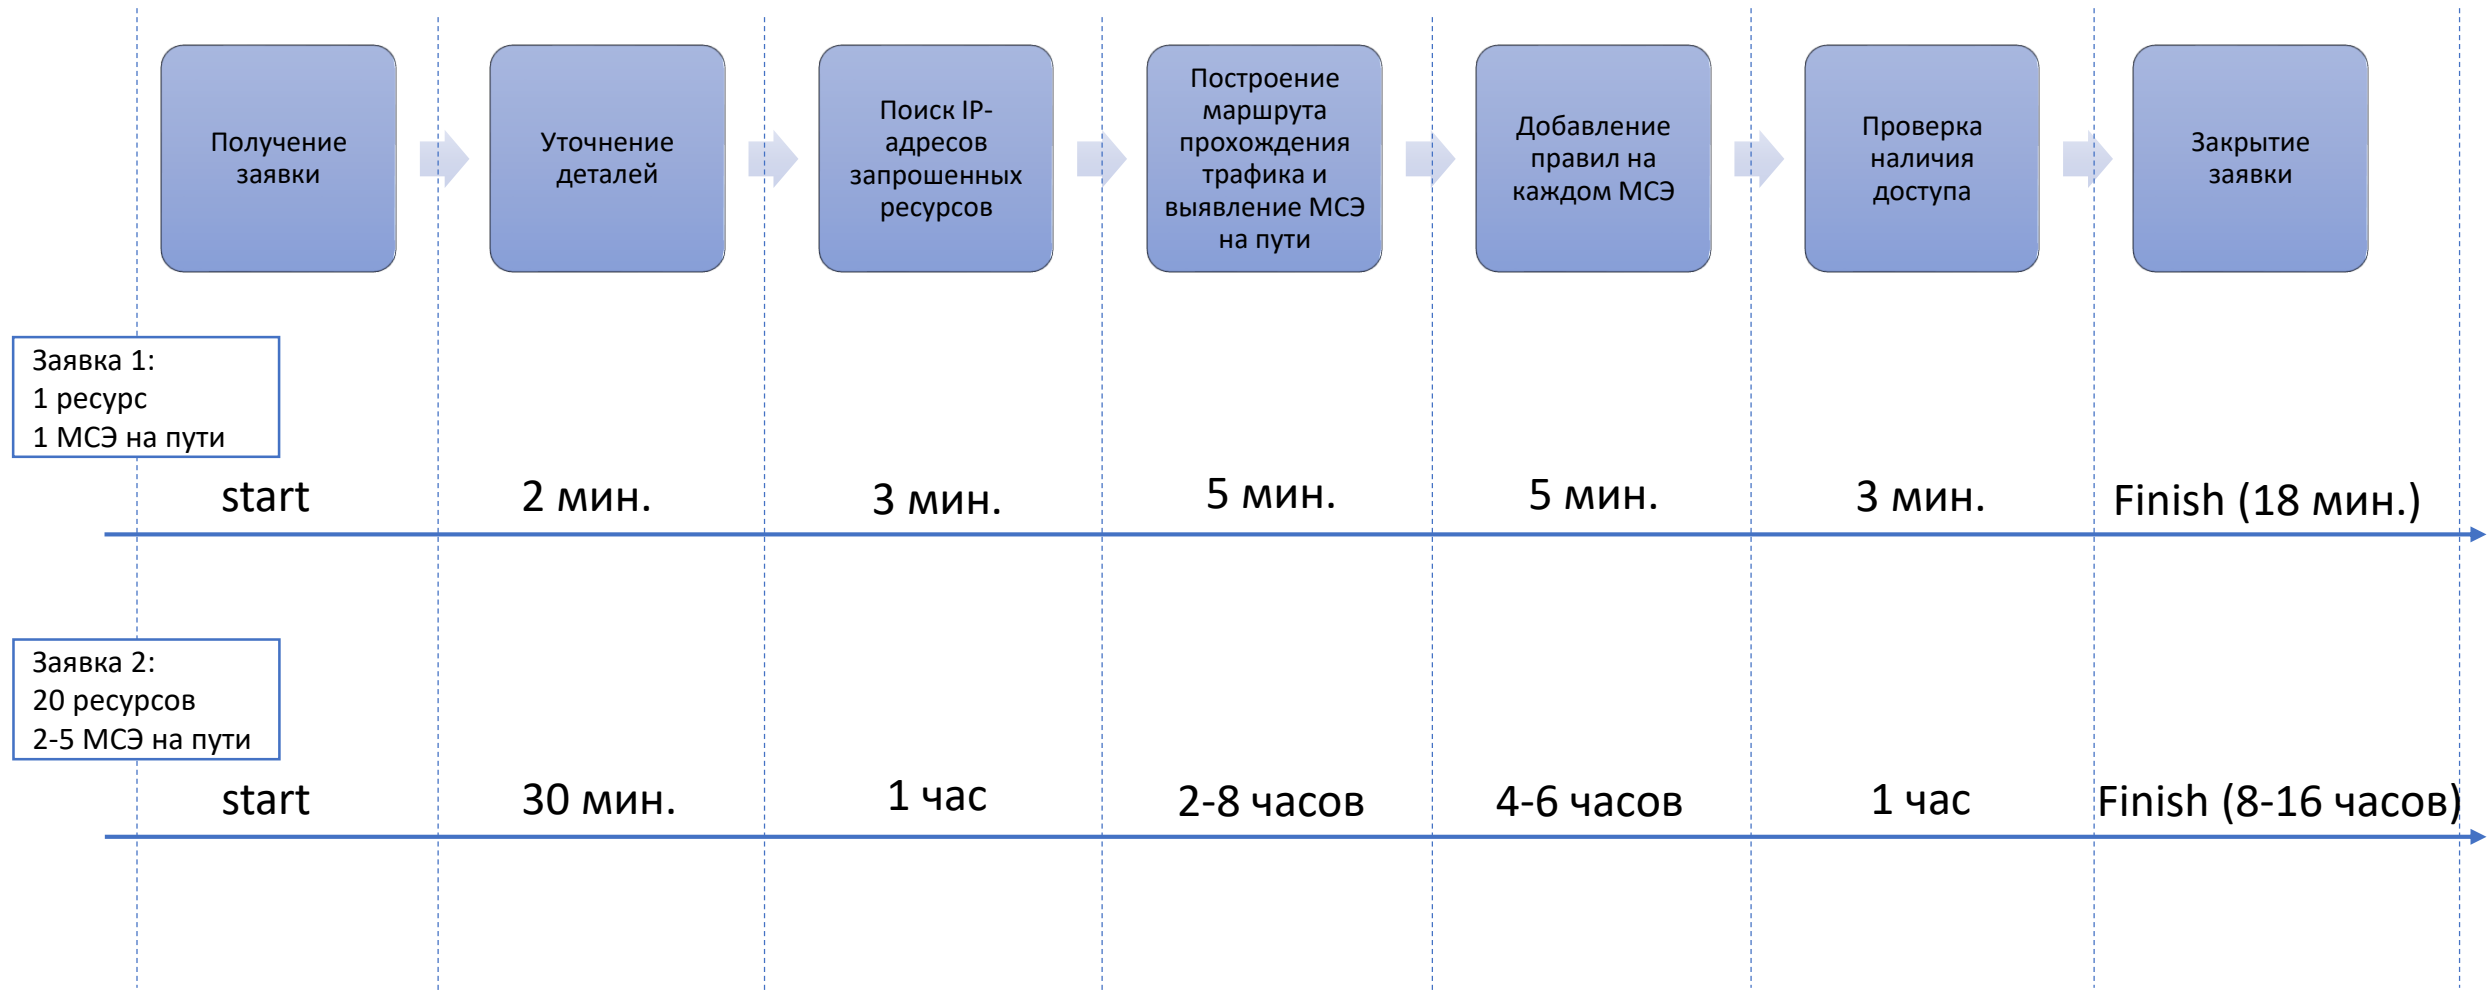 Получение
заявки
Уточнение
деталей
Поиск IP-
адресов
запрошенных
ресурсов
Построение
маршрута
прохождения
трафика и
выявление МСЭ
на пути
Добавление
правил на
каждом МСЭ
Проверка
наличия
доступа
Закрытие
заявки
Заявка 1:
1 ресурс
1 МСЭ на пути
start
2 мин.
3 мин.
5 мин.
5 мин.
3 мин.
Finish (18 мин.)
Заявка 2:
20 ресурсов
2-5 МСЭ на пути
start
30 мин.
1 час
2-8 часов
4-6 часов
1 час
Finish (8-16 часов)